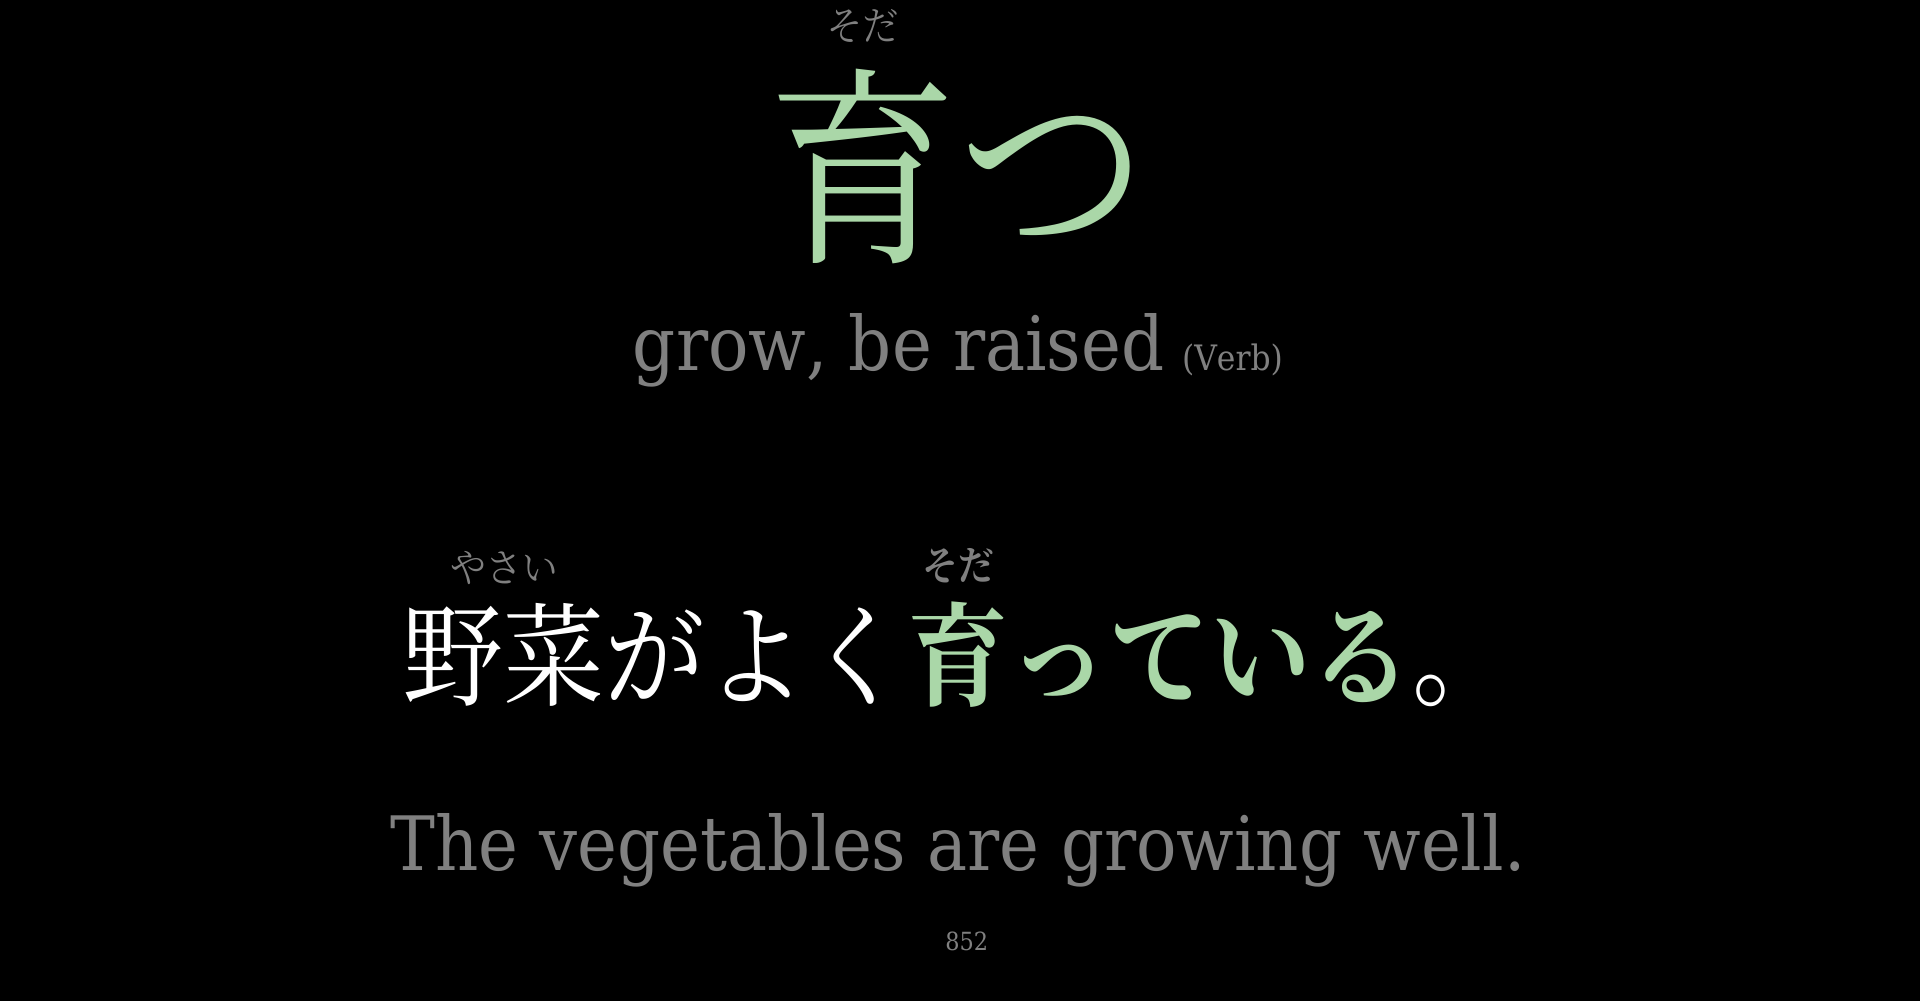 そだ
育つ
grow, be raised (Verb)
やさい そだ
野菜がよく育っている。
The vegetables are growing well.
852